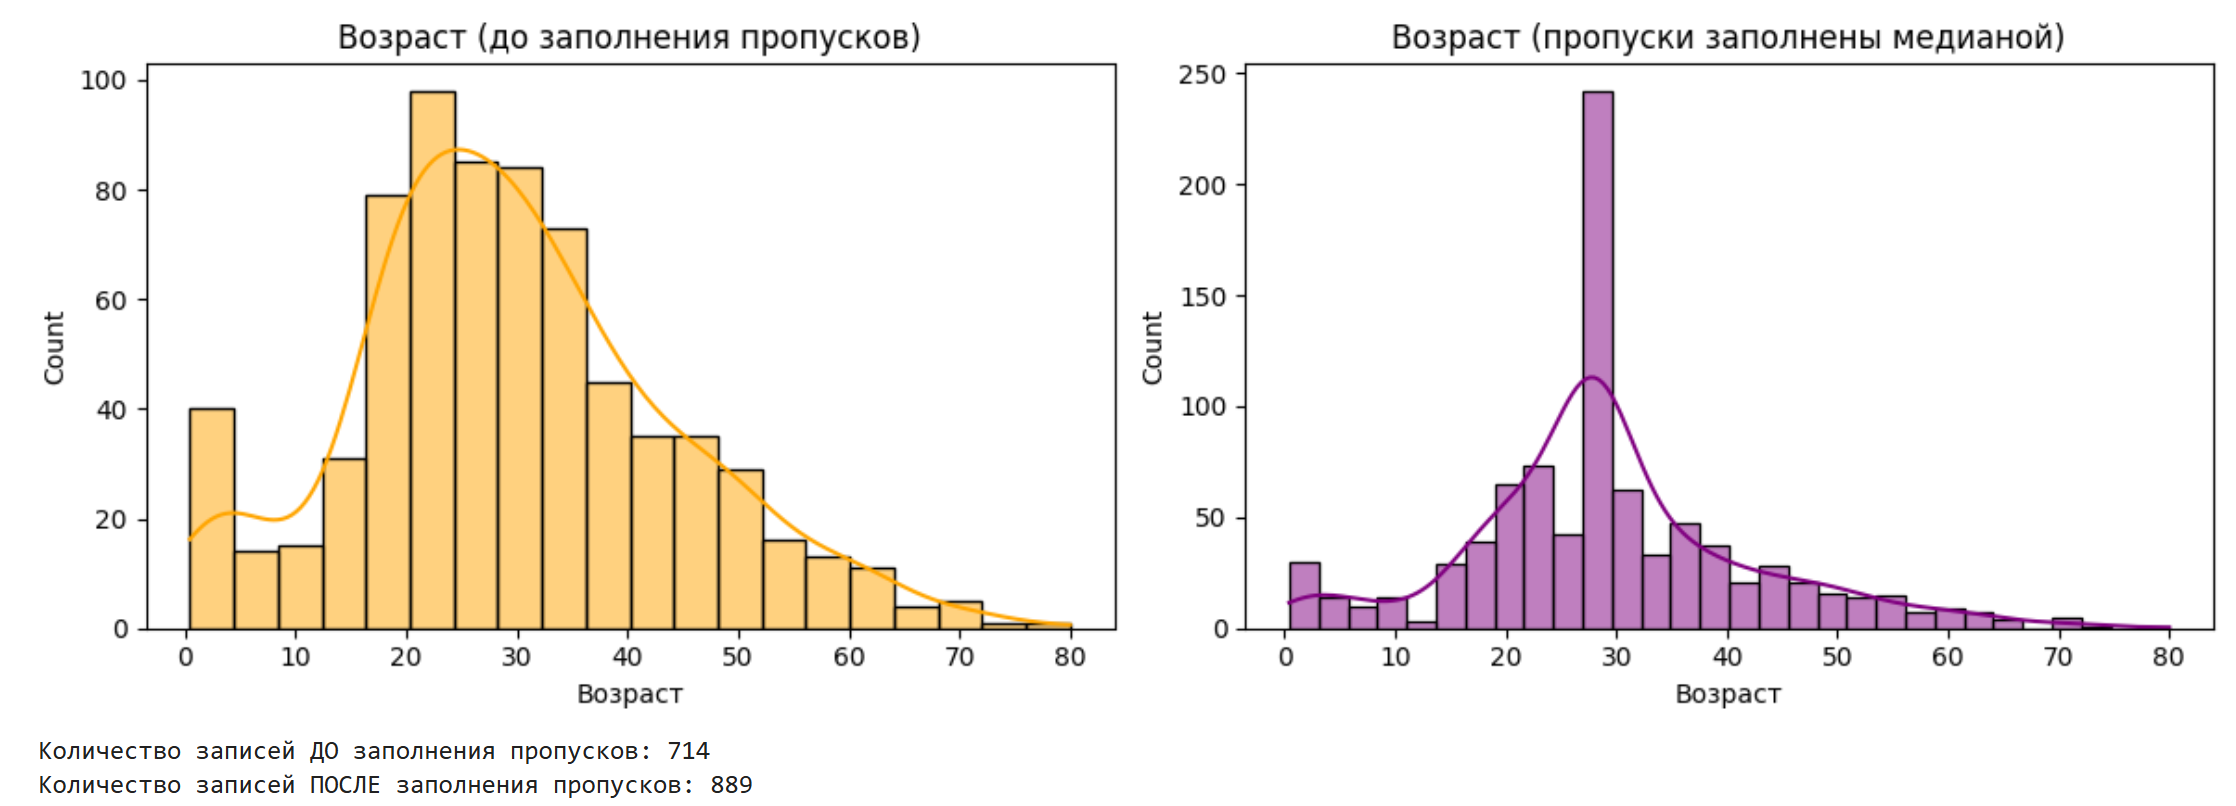 Возраст (до заполнения пропусков)
100
80
60
40
20
0
Count
0 10 20 30 40 50 60 70 80
Возраст
Возраст (пропуски заполнены медианой)
250
200
150
100
50
0
Count
0 10 20 30 40 50 60 70 80
Возраст
Количество записей ДО заполнения пропусков: 714
Количество записей ПОСЛЕ заполнения пропусков: 889